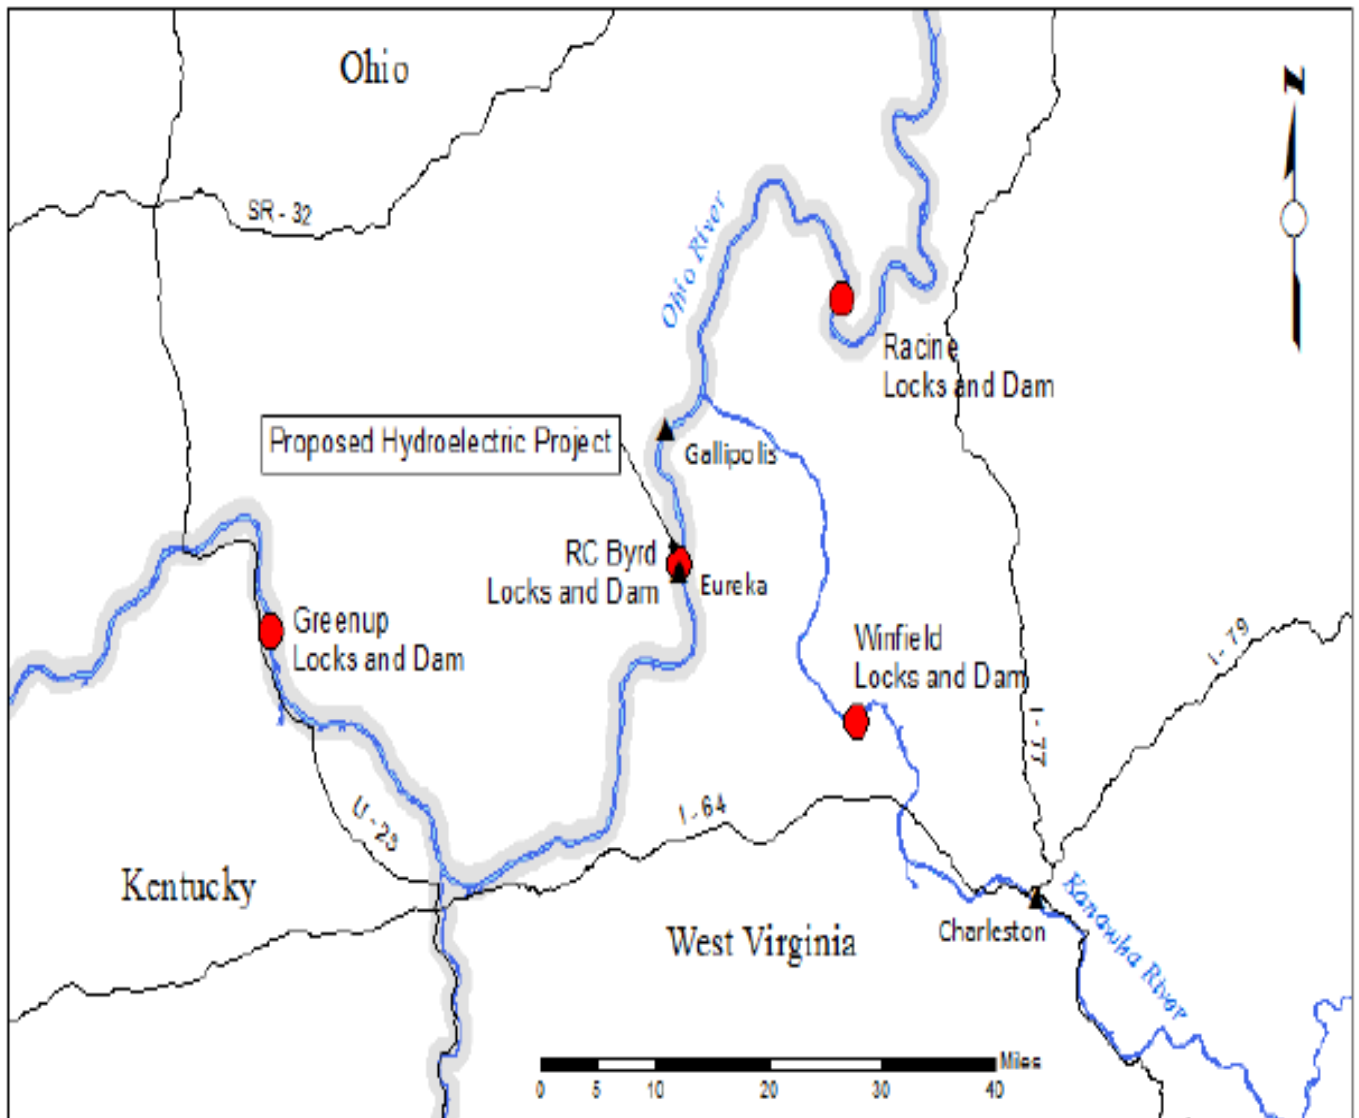 Ohio
N
SR - 32
Ohio River
Racine
Locks and Dam
Proposed Hydroelectric Project
Gallipolis
RC Byrd
Locks and Dam
Eureka
Greenup
Locks and Dam
Winfield
Locks and Dam
I - 79
I - 77
I - 64
U - 23
Kentucky
West Virginia
Charleston
Kanawha River
Miles
0 5 10 20 30 40